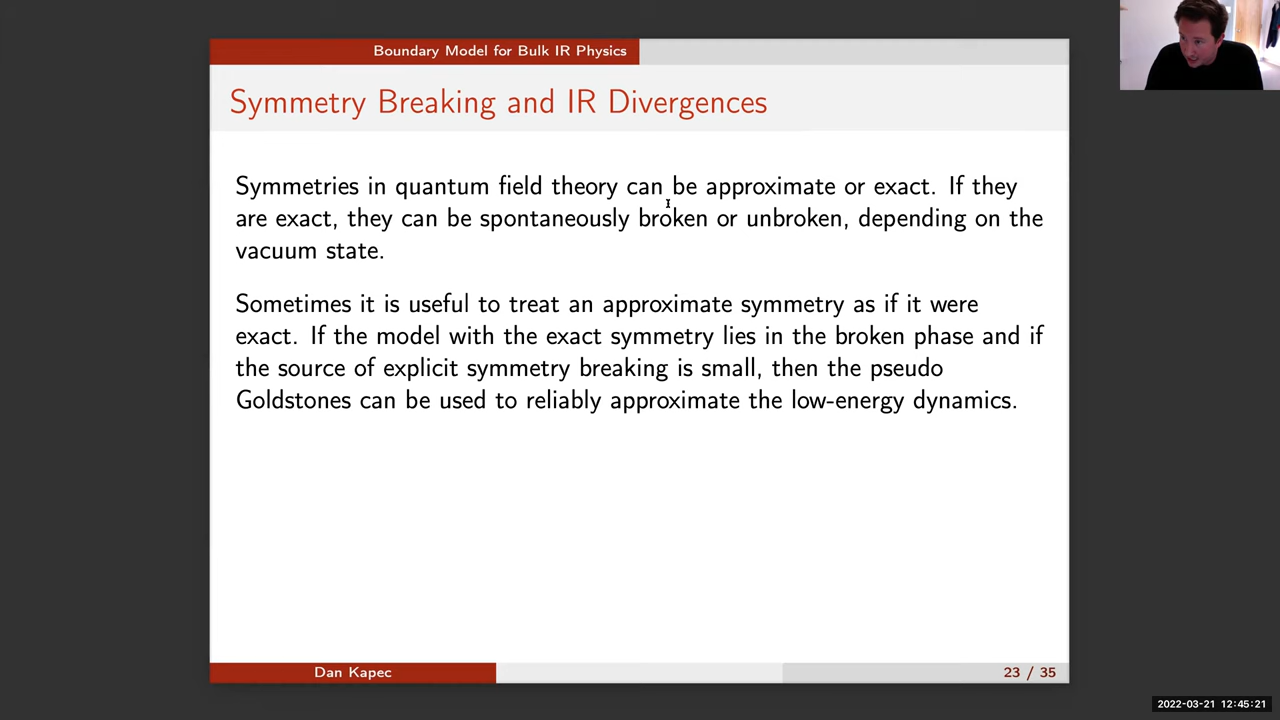 Boundary Model for Bulk IR Physics
Symmetry Breaking and IR Divergences
Symmetries in quantum field theory can be approximate or exact. If they
are exact, they can be spontaneously broken or unbroken, depending on the
vacuum state.
Sometimes it is useful to treat an approximate symmetry as if it were
exact. If the model with the exact symmetry lies in the broken phase and if
the source of explicit symmetry breaking is small, then the pseudo
Goldstones can be used to reliably approximate the low-energy dynamics.
Dan Kapec
23 / 35
2022-03-21 12:45:21